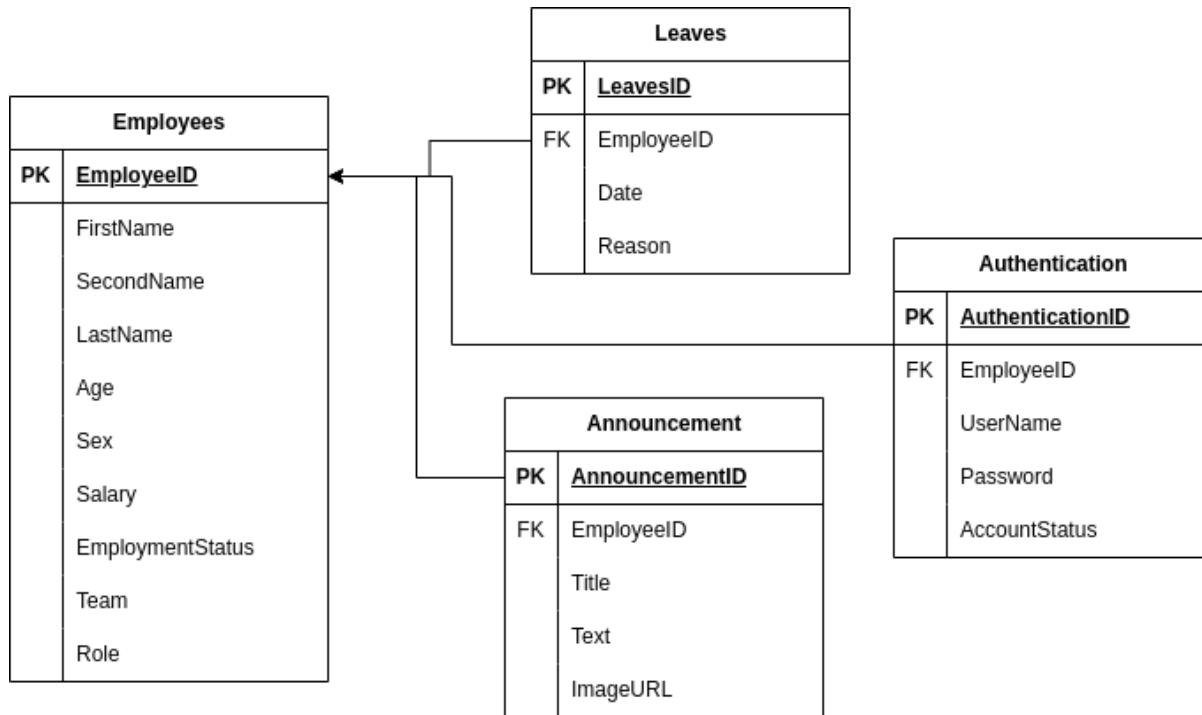 Leaves
PK LeavesID
FK EmployeeID
Date
Reason
Employees
PK EmployeeID
FirstName
SecondName
LastName
Age
Sex
Salary
EmploymentStatus
Team
Role
Authentication
PK AuthenticationID
FK EmployeeID
UserName
Password
AccountStatus
Announcement
PK AnnouncementID
FK EmployeeID
Title
Text
ImageURL